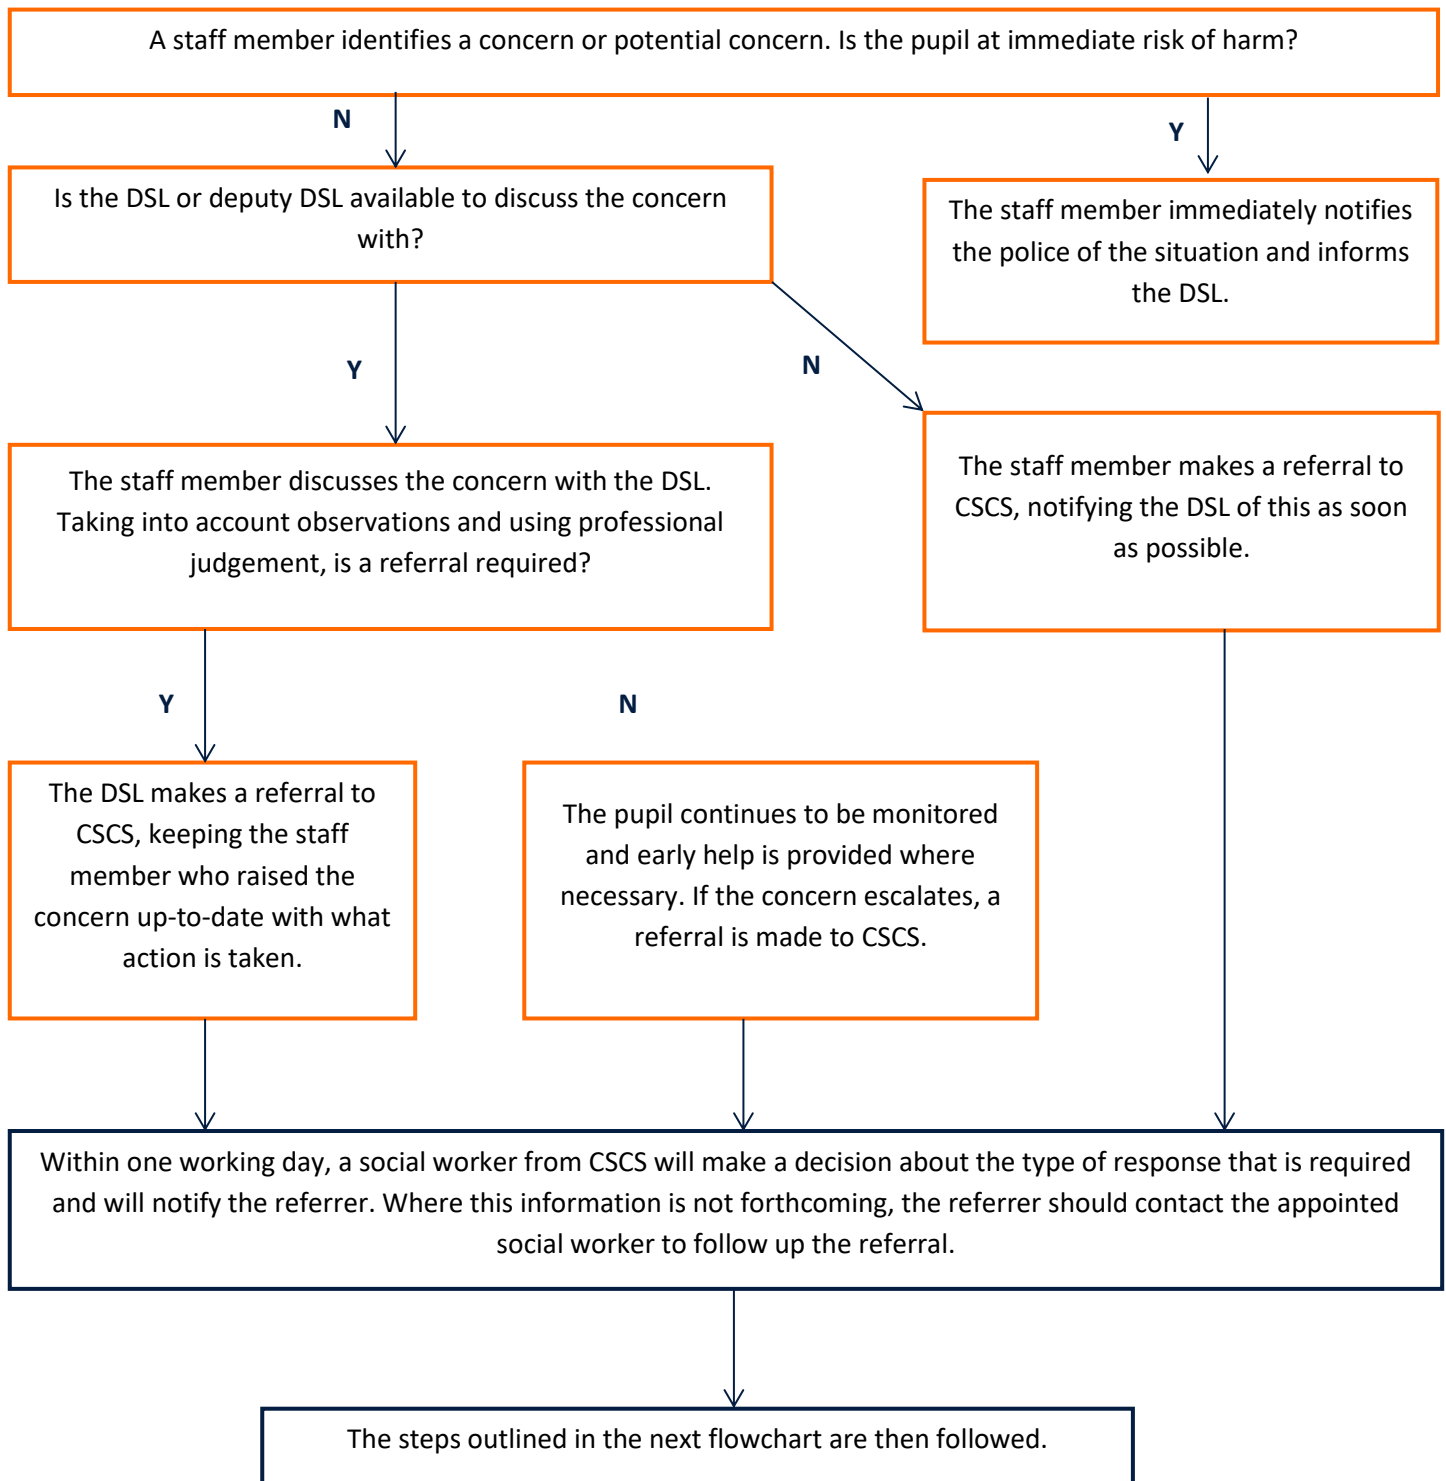 A staff member identifies a concern or potential concern. Is the pupil at immediate risk of harm?
N
Y
Is the DSL or deputy DSL available to discuss the concern
with?
The staff member immediately notifies
the police of the situation and informs
the DSL.
Y
N
The staff member discusses the concern with the DSL.
Taking into account observations and using professional
judgement, is a referral required?
The staff member makes a referral to
CSCS, notifying the DSL of this as soon
as possible.
Y
N
The DSL makes a referral to
CSCS, keeping the staff
member who raised the
concern up-to-date with what
action is taken.
The pupil continues to be monitored
and early help is provided where
necessary. If the concern escalates, a
referral is made to CSCS.
Within one working day, a social worker from CSCS will make a decision about the type of response that is required
and will notify the referrer. Where this information is not forthcoming, the referrer should contact the appointed
social worker to follow up the referral.
The steps outlined in the next flowchart are then followed.